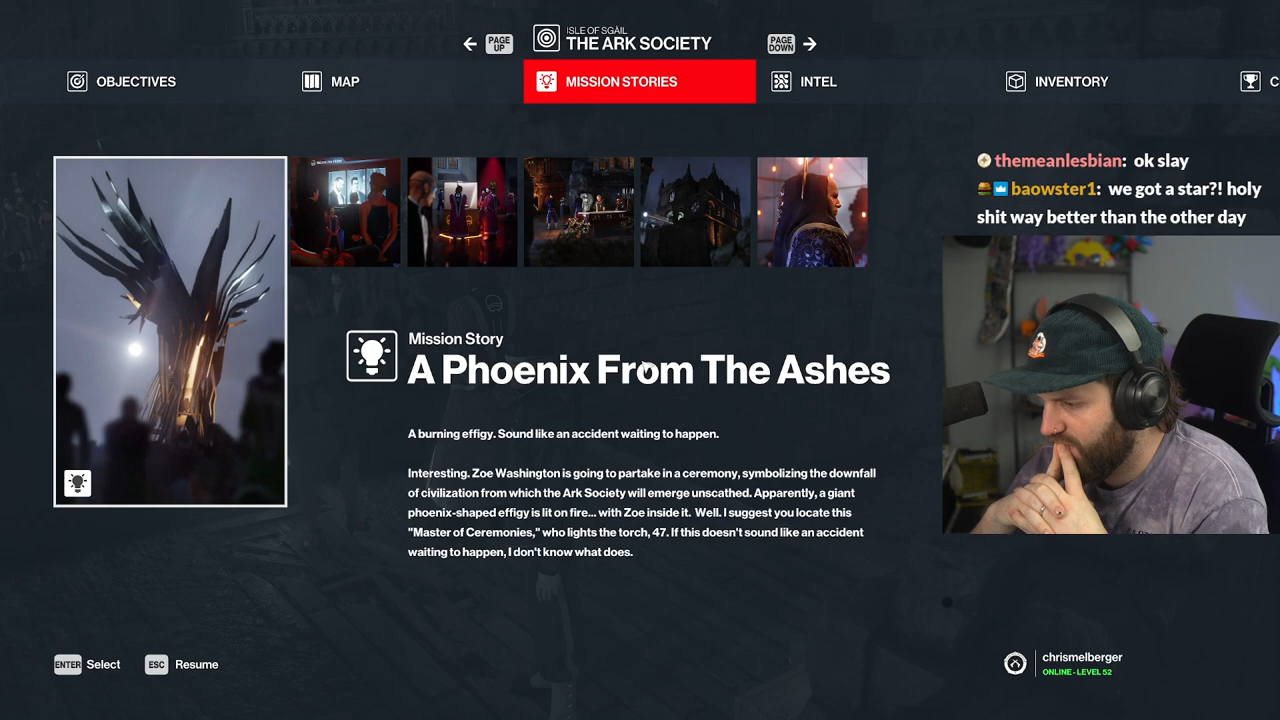 PAGE UP
ISLE OF SGÀIL
THE ARK SOCIETY
PAGE DOWN
OBJECTIVES
MAP
MISSION STORIES
INTEL
INVENTORY
C
themeanlesbian: ok slay
baowster1: we got a star?! holy
shit way better than the other day
Mission Story
A Phoenix From The Ashes
A burning effigy. Sound like an accident waiting to happen.
Interesting. Zoe Washington is going to partake in a ceremony, symbolizing the downfall
of civilization from which the Ark Society will emerge unscathed. Apparently, a giant
phoenix-shaped effigy is lit on fire... with Zoe inside it. Well. I suggest you locate this
"Master of Ceremonies," who lights the torch, 47. If this doesn't sound like an accident
waiting to happen, I don't know what does.
ENTER Select
ESC Resume
chrismelberger
ONLINE - LEVEL 52